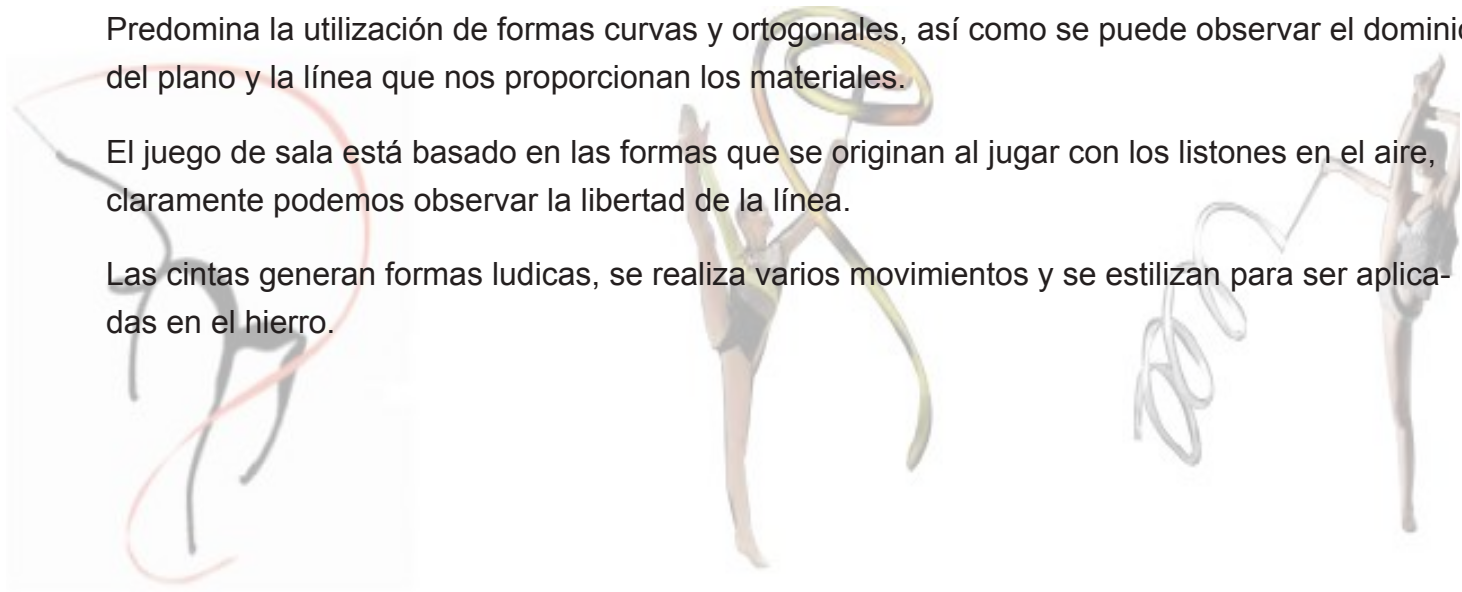 Predomina la utilización de formas curvas y ortogonales, así como se puede observar el dominio
del plano y la línea que nos proporcionan los materiales.
El juego de sala está basado en las formas que se originan al jugar con los listones en el aire,
claramente podemos observar la libertad de la línea.
Las cintas generan formas ludicas, se realiza varios movimientos y se estilizan para ser aplica-
das en el hierro.